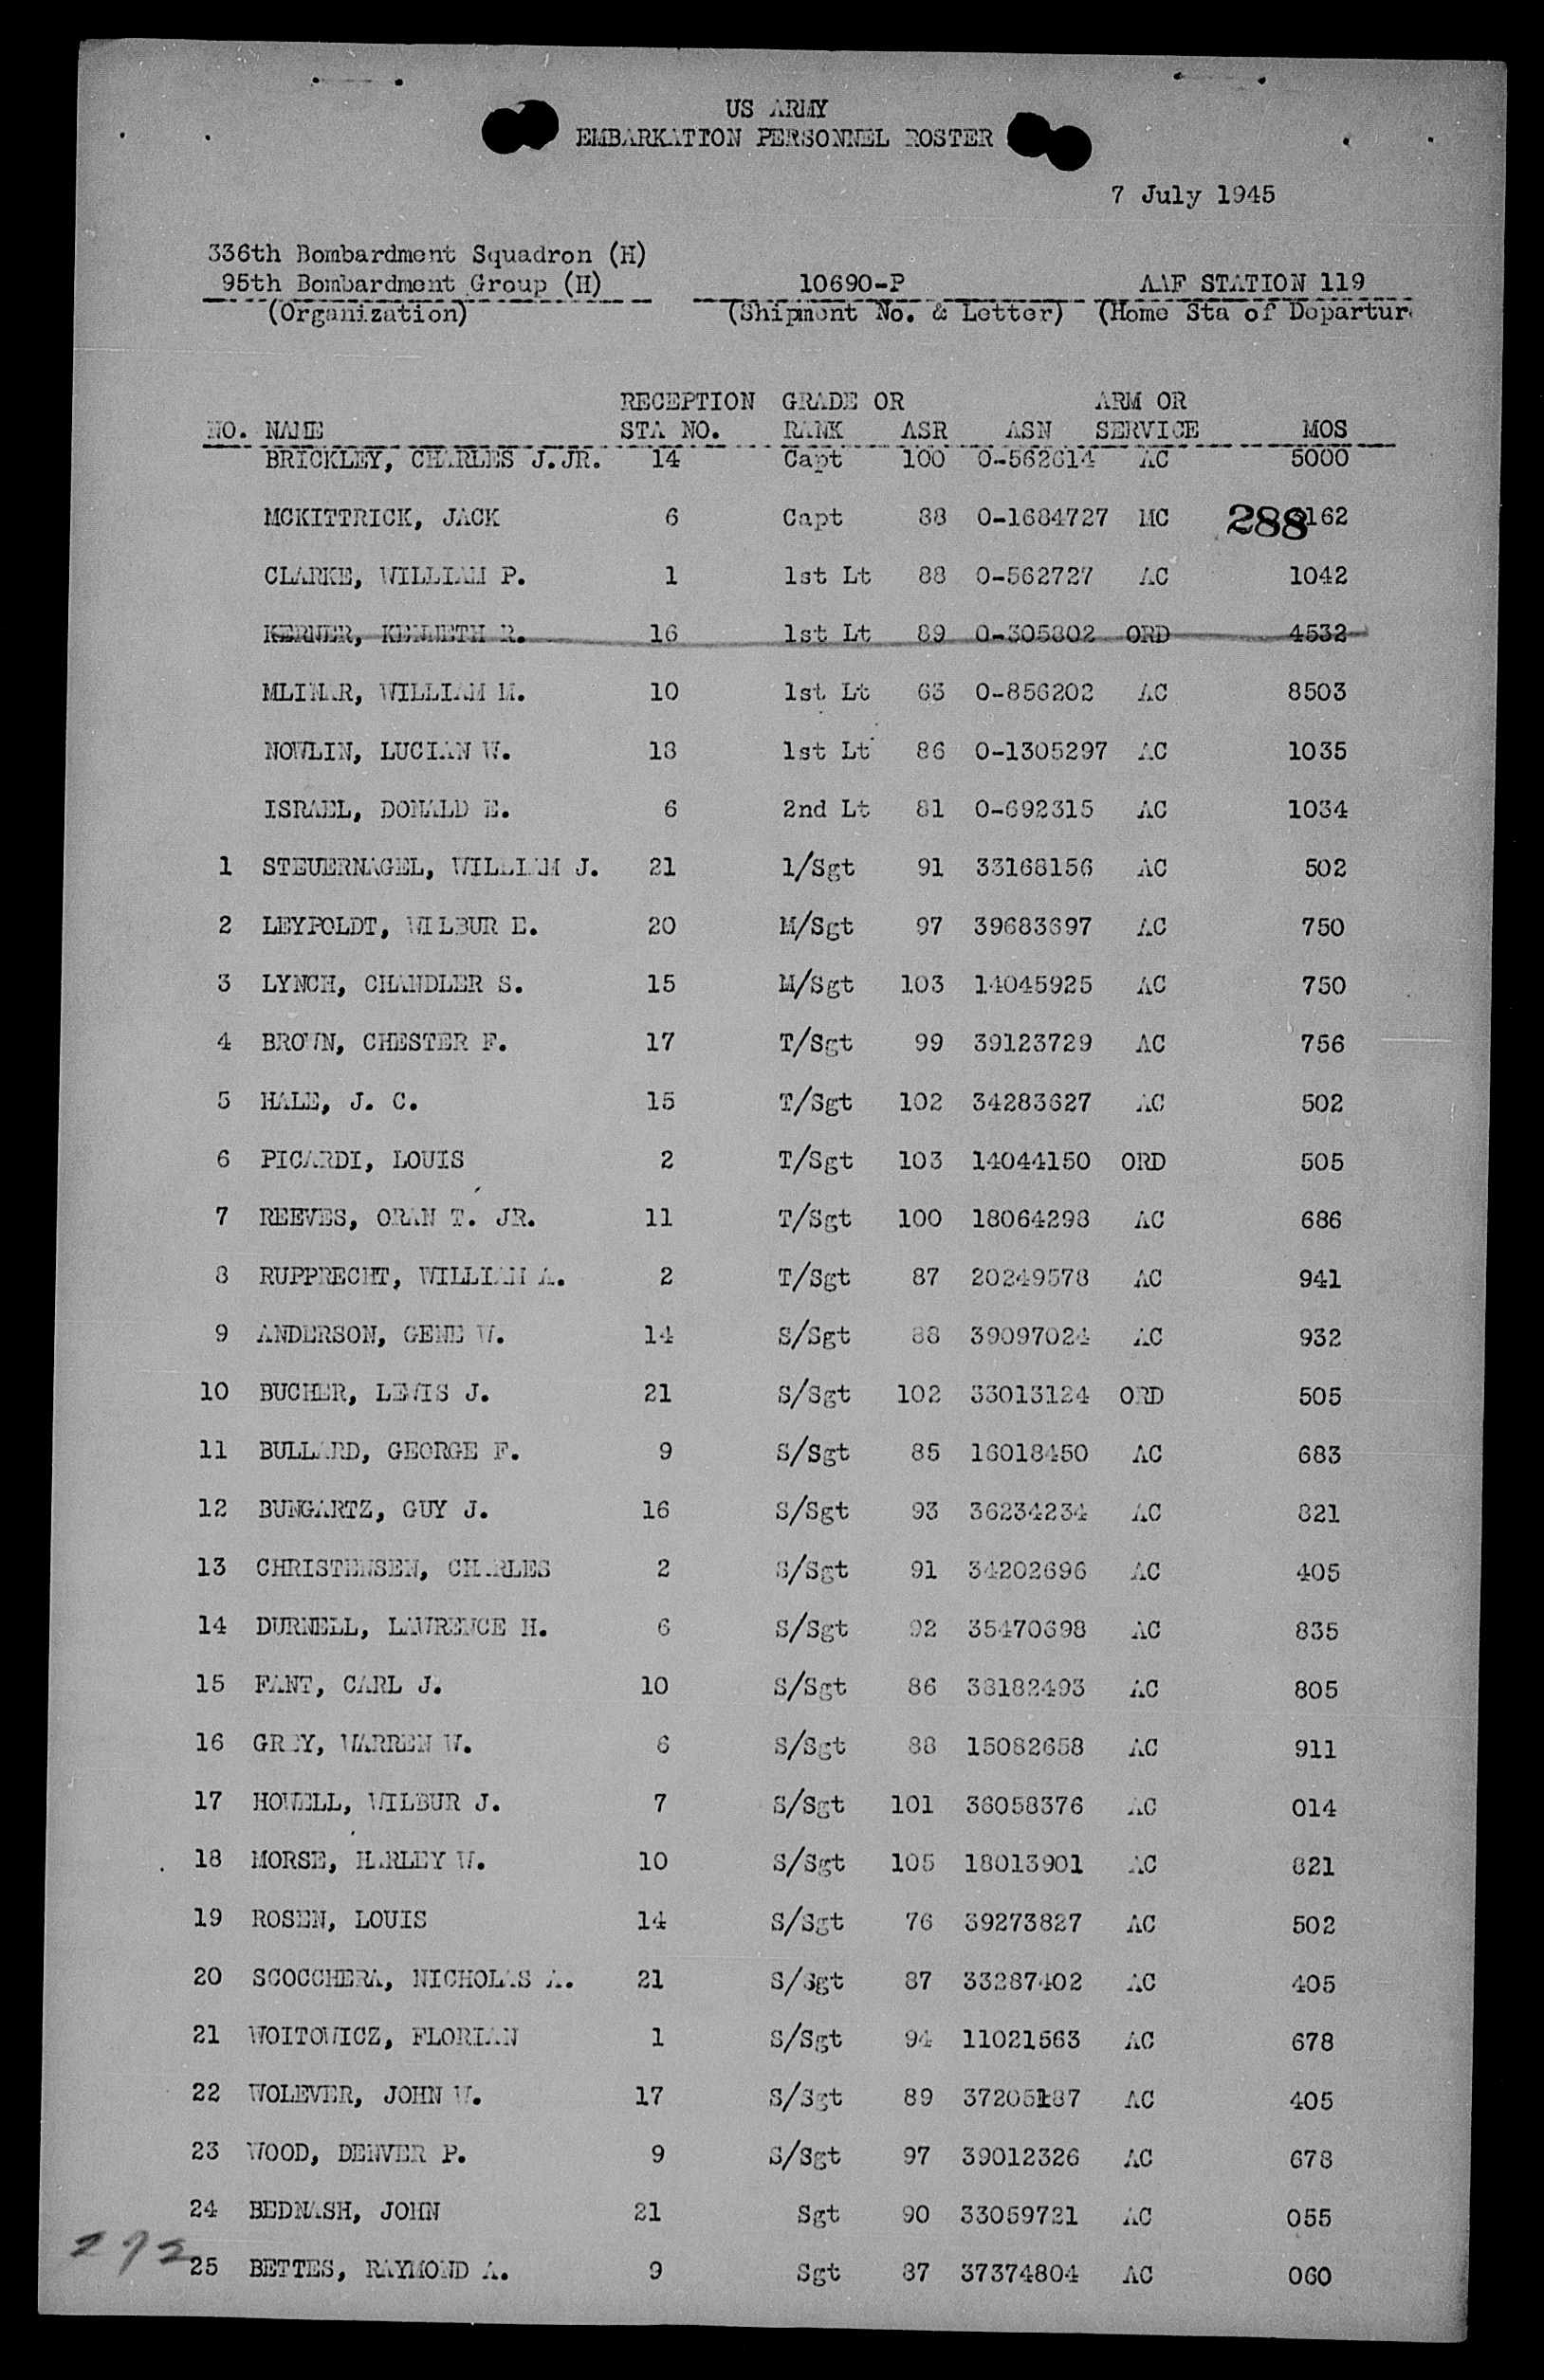 US ARMY
EMBARKATION PERSONNEL ROSTER
7 July 1945
336th Bombardment Squadron (H)
95th Bombardment Group (H) 10690-P AAF STATION 119
(Organization) (Shipment No. & Letter) (Home Sta of Departure
RECEPTION GRADE OR ARM OR
NO. NAME STA NO. RANK ASR ASN SERVICE MOS
BRICKLEY, CHARLES J.JR. 14 Capt 100 O-562614 AC 5000
MCKITTRICK, JACK 6 Capt 88 O-1684727 MC 288 162
CLARKE, WILLIAM P. 1 1st Lt 88 O-562727 AC 1042
KERNER, KENNETH R. 16 1st Lt 89 O-305802 ORD 4532
MLINAR, WILLIAM M. 10 1st Lt 63 O-856202 AC 8503
NOWLIN, LUCIAN W. 18 1st Lt 86 O-1305297 AC 1035
ISRAEL, DONALD E. 6 2nd Lt 81 O-692315 AC 1034
1 STEUERNAGEL, WILLIAM J. 21 1/Sgt 91 33168156 AC 502
2 LEYPOLDT, WILBUR E. 20 M/Sgt 97 39683697 AC 750
3 LYNCH, CHANDLER S. 15 M/Sgt 103 14045925 AC 750
4 BROWN, CHESTER F. 17 T/Sgt 99 39123729 AC 756
5 HALE, J. C. 15 T/Sgt 102 34283627 AC 502
6 PICARDI, LOUIS 2 T/Sgt 103 14044150 ORD 505
7 REEVES, ORAN T. JR. 11 T/Sgt 100 18064298 AC 686
8 RUPPRECHT, WILLIAM A. 2 T/Sgt 87 20249578 AC 941
9 ANDERSON, GENE W. 14 S/Sgt 88 39097024 AC 932
10 BUCHER, LEWIS J. 21 S/Sgt 102 33013124 ORD 505
11 BULLARD, GEORGE F. 9 S/Sgt 85 16018450 AC 683
12 BUNGARTZ, GUY J. 16 S/Sgt 93 36234234 AC 821
13 CHRISTENSEN, CHARLES 2 S/Sgt 91 34202696 AC 405
14 DURNELL, LAWRENCE H. 6 S/Sgt 92 35470698 AC 835
15 FANT, CARL J. 10 S/Sgt 86 38182493 AC 805
16 GREY, WARREN W. 6 S/Sgt 88 15082658 AC 911
17 HOWELL, WILBUR J. 7 S/Sgt 101 36058376 AC 014
18 MORSE, HARLEY W. 10 S/Sgt 105 18013901 AC 821
19 ROSEN, LOUIS 14 S/Sgt 76 39273827 AC 502
20 SCOCCHERA, NICHOLAS A. 21 S/Sgt 87 33287402 AC 405
21 WOITOWICZ, FLORIAN 1 S/Sgt 94 11021563 AC 678
22 WOLEVER, JOHN W. 17 S/Sgt 89 37205187 AC 405
23 WOOD, DENVER P. 9 S/Sgt 97 39012326 AC 678
24 BEDNASH, JOHN 21 Sgt 90 33059721 AC 055
292
25 BETTES, RAYMOND A. 9 Sgt 87 37374804 AC 060